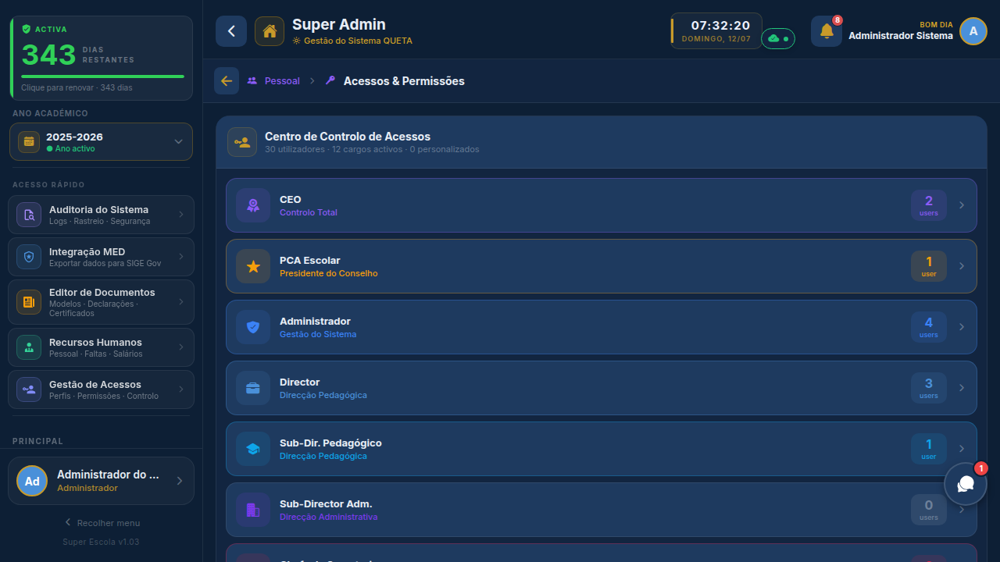 ACTIVA
343 DIAS RESTANTES
Clique para renovar · 343 dias
ANO ACADÉMICO
2025-2026
Ano activo
ACESSO RÁPIDO
Auditoria do Sistema
Logs · Rastreio · Segurança
Integração MED
Exportar dados para SIGE Gov
Editor de Documentos
Modelos · Declarações ·
Certificados
Recursos Humanos
Pessoal · Faltas · Salários
Gestão de Acessos
Perfis · Permissões · Controlo
PRINCIPAL
Ad
Administrador do ...
Administrador
Recolher menu
Super Escola v1.03
Super Admin
Gestão do Sistema QUETA
07:32:20
DOMINGO, 12/07
8
BOM DIA
Administrador Sistema
A
Pessoal
Acessos & Permissões
Centro de Controlo de Acessos
30 utilizadores · 12 cargos activos · 0 personalizados
CEO
Controlo Total
2
users
PCA Escolar
Presidente do Conselho
1
user
Administrador
Gestão do Sistema
4
users
Director
Direcção Pedagógica
3
users
Sub-Dir. Pedagógico
Direcção Pedagógica
1
user
1
Sub-Director Adm.
Direcção Administrativa
0
users